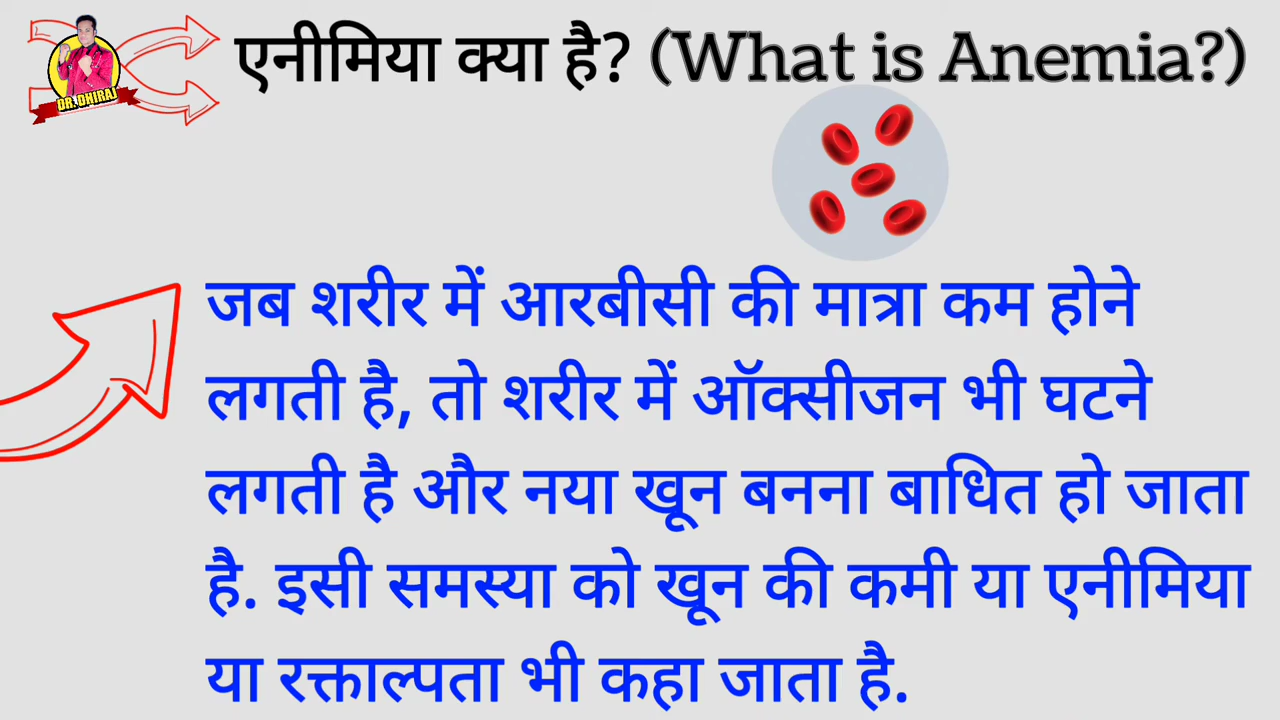 एनीमिया क्या है? (What is Anemia?)
DR. DHIRAJ
जब शरीर में आरबीसी की मात्रा कम होने
लगती है, तो शरीर में ऑक्सीजन भी घटने
लगती है और नया खून बनना बाधित हो जाता
है. इसी समस्या को खून की कमी या एनीमिया
या रक्ताल्पता भी कहा जाता है.